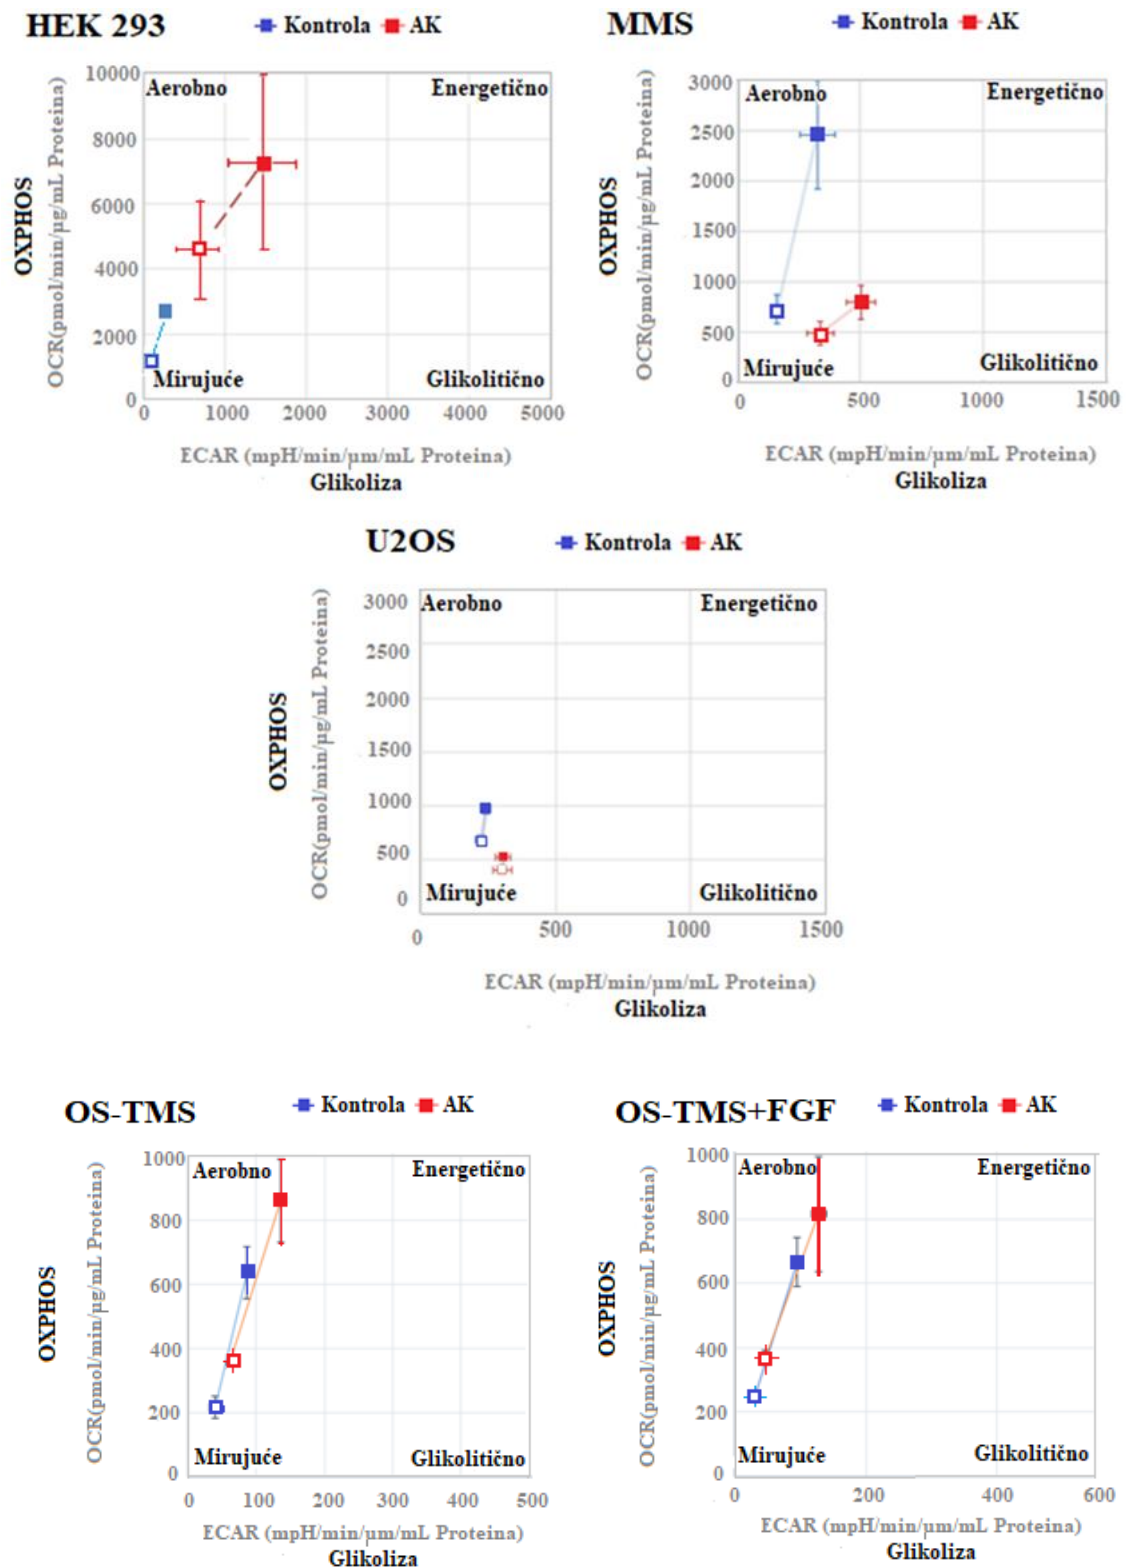 HEK 293
Kontrola AK
OXPHOS
OCR(pmol/min/µg/mL Proteina)
10000
8000
6000
4000
2000
0
Aerobno Energetično
Mirujuće Glikolitično
0 1000 2000 3000 4000 5000
ECAR (mpH/min/µm/mL Proteina)
Glikoliza
MMS
Kontrola AK
OXPHOS
OCR(pmol/min/µg/mL Proteina)
3000
2500
2000
1500
1000
500
0
Aerobno Energetično
Mirujuće Glikolitično
0 500 1000 1500
ECAR (mpH/min/µm/mL Proteina)
Glikoliza
U2OS
Kontrola AK
OXPHOS
OCR(pmol/min/µg/mL Proteina)
3000
2500
2000
1500
1000
500
0
Aerobno Energetično
Mirujuće Glikolitično
0 500 1000 1500
ECAR (mpH/min/µm/mL Proteina)
Glikoliza
OS-TMS
Kontrola AK
OXPHOS
OCR(pmol/min/µg/mL Proteina)
1000
800
600
400
200
0
Aerobno Energetično
Mirujuće Glikolitično
0 100 200 300 400 500
ECAR (mpH/min/µm/mL Proteina)
Glikoliza
OS-TMS+FGF
Kontrola AK
OXPHOS
OCR(pmol/min/µg/mL Proteina)
1000
800
600
400
200
0
Aerobno Energetično
Mirujuće Glikolitično
0 200 400 600
ECAR (mpH/min/µm/mL Proteina)
Glikoliza